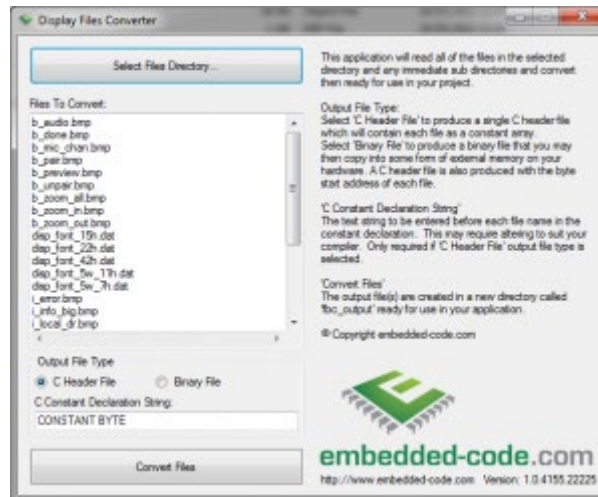 Display Files Converter
Select Files Directory...
Files To Convert:
b_audio.bmp
b_done.bmp
b_mic_chan.bmp
b_pair.bmp
b_preview.bmp
b_unpair.bmp
b_zoom_all.bmp
b_zoom_in.bmp
b_zoom_out.bmp
disp_font_15h.dat
disp_font_22h.dat
disp_font_42h.dat
disp_font_5w_11h.dat
disp_font_5w_7h.dat
i_error.bmp
i_info_big.bmp
i_local_dr.bmp
Output File Type
C Header File
Binary File
C Constant Declaration String:
CONSTANT BYTE
Convert Files
This application will read all of the files in the selected
directory and any immediate sub directories and convert
then ready for use in your project.
Output File Type:
Select 'C Header File' to produce a single C header file
which will contain each file as a constant array.
Select 'Binary File' to produce a binary file that you may
then copy into some form of external memory on your
hardware. A C header file is also produced with the byte
start address of each file.
'C Constant Declaration String'
The text string to be entered before each file name in the
constant declaration. This may require altering to suit your
compiler. Only required if 'C Header File' output file type is
selected.
'Convert Files'
The output file(s) are created in a new directory called
'fbc_output' ready for use in your application.
© Copyright embedded-code.com
embedded-code.com
http://www.embedded-code.com Version: 1.0.4155.22225